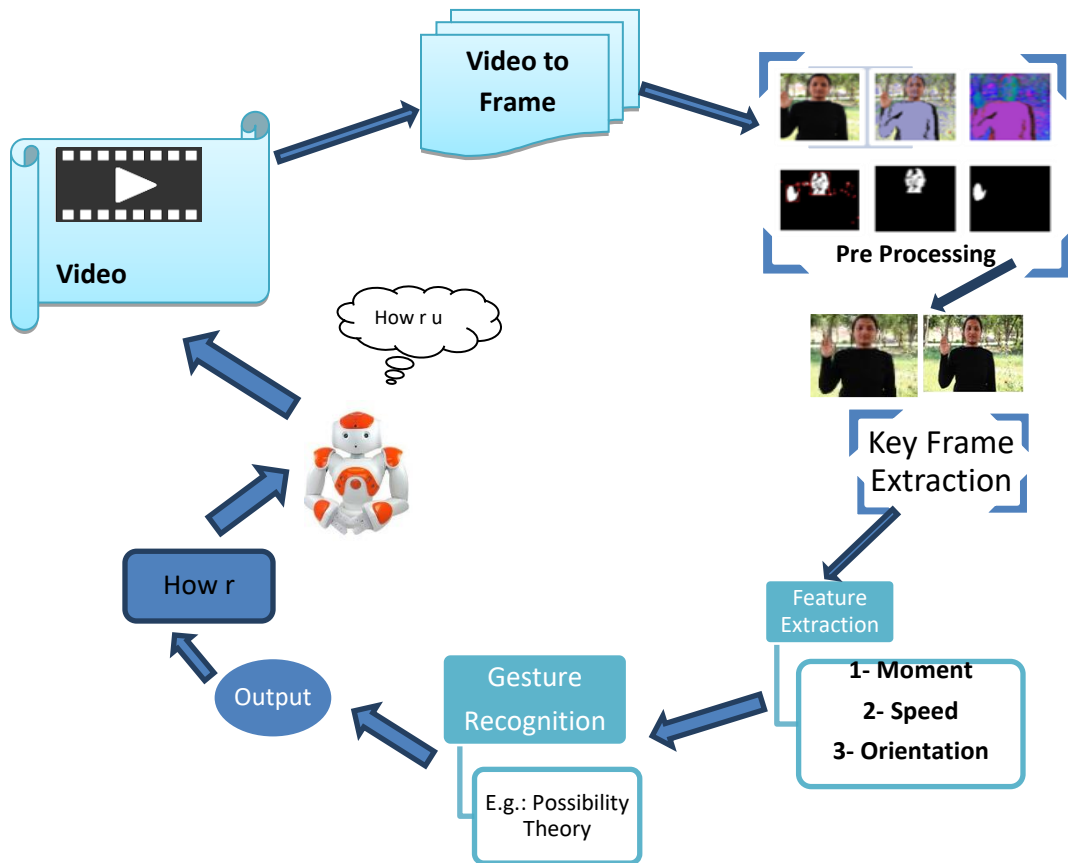 Video to
Frame
Video
Pre Processing
How r u
Key Frame
Extraction
Feature
Extraction
1- Moment
2- Speed
3- Orientation
Gesture
Recognition
E.g.: Possibility
Theory
Output
How r